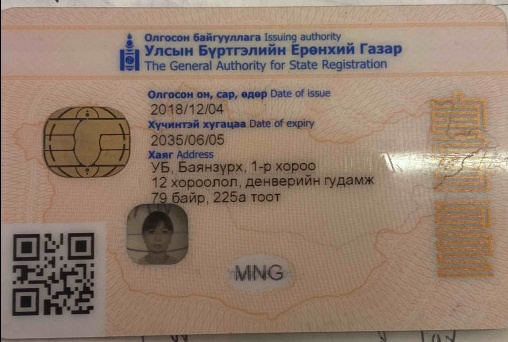 Олгосон байгууллага Issuing authority
Улсын Бүртгэлийн Ерөнхий Газар
The General Authority for State Registration
Олгосон он, сар, өдөр Date of issue
2018/12/04
Хүчинтэй хугацаа Date of expiry
2035/06/05
Хаяг Address
УБ, Баянзүрх, 1-р хороо
12 хороолол, денверийн гудамж
79 байр, 225а тоот
MNG